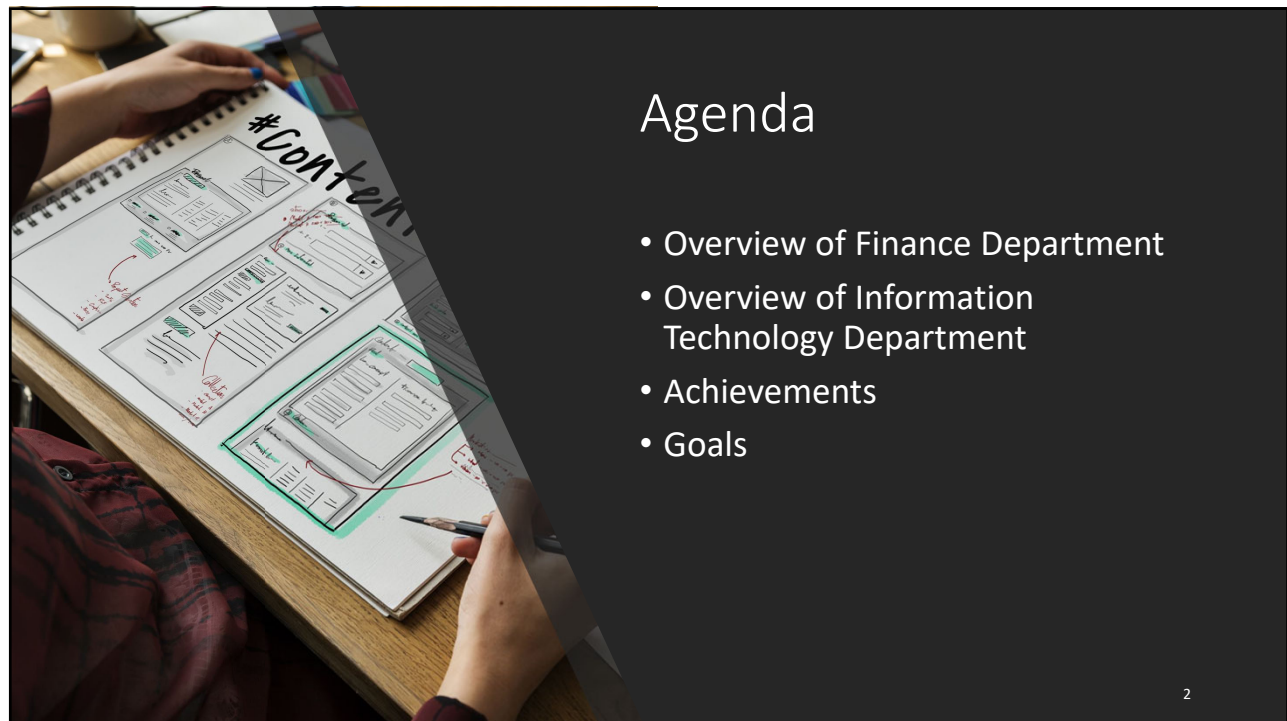 #Conten
Agenda
• Overview of Finance Department
• Overview of Information
Technology Department
• Achievements
• Goals
2